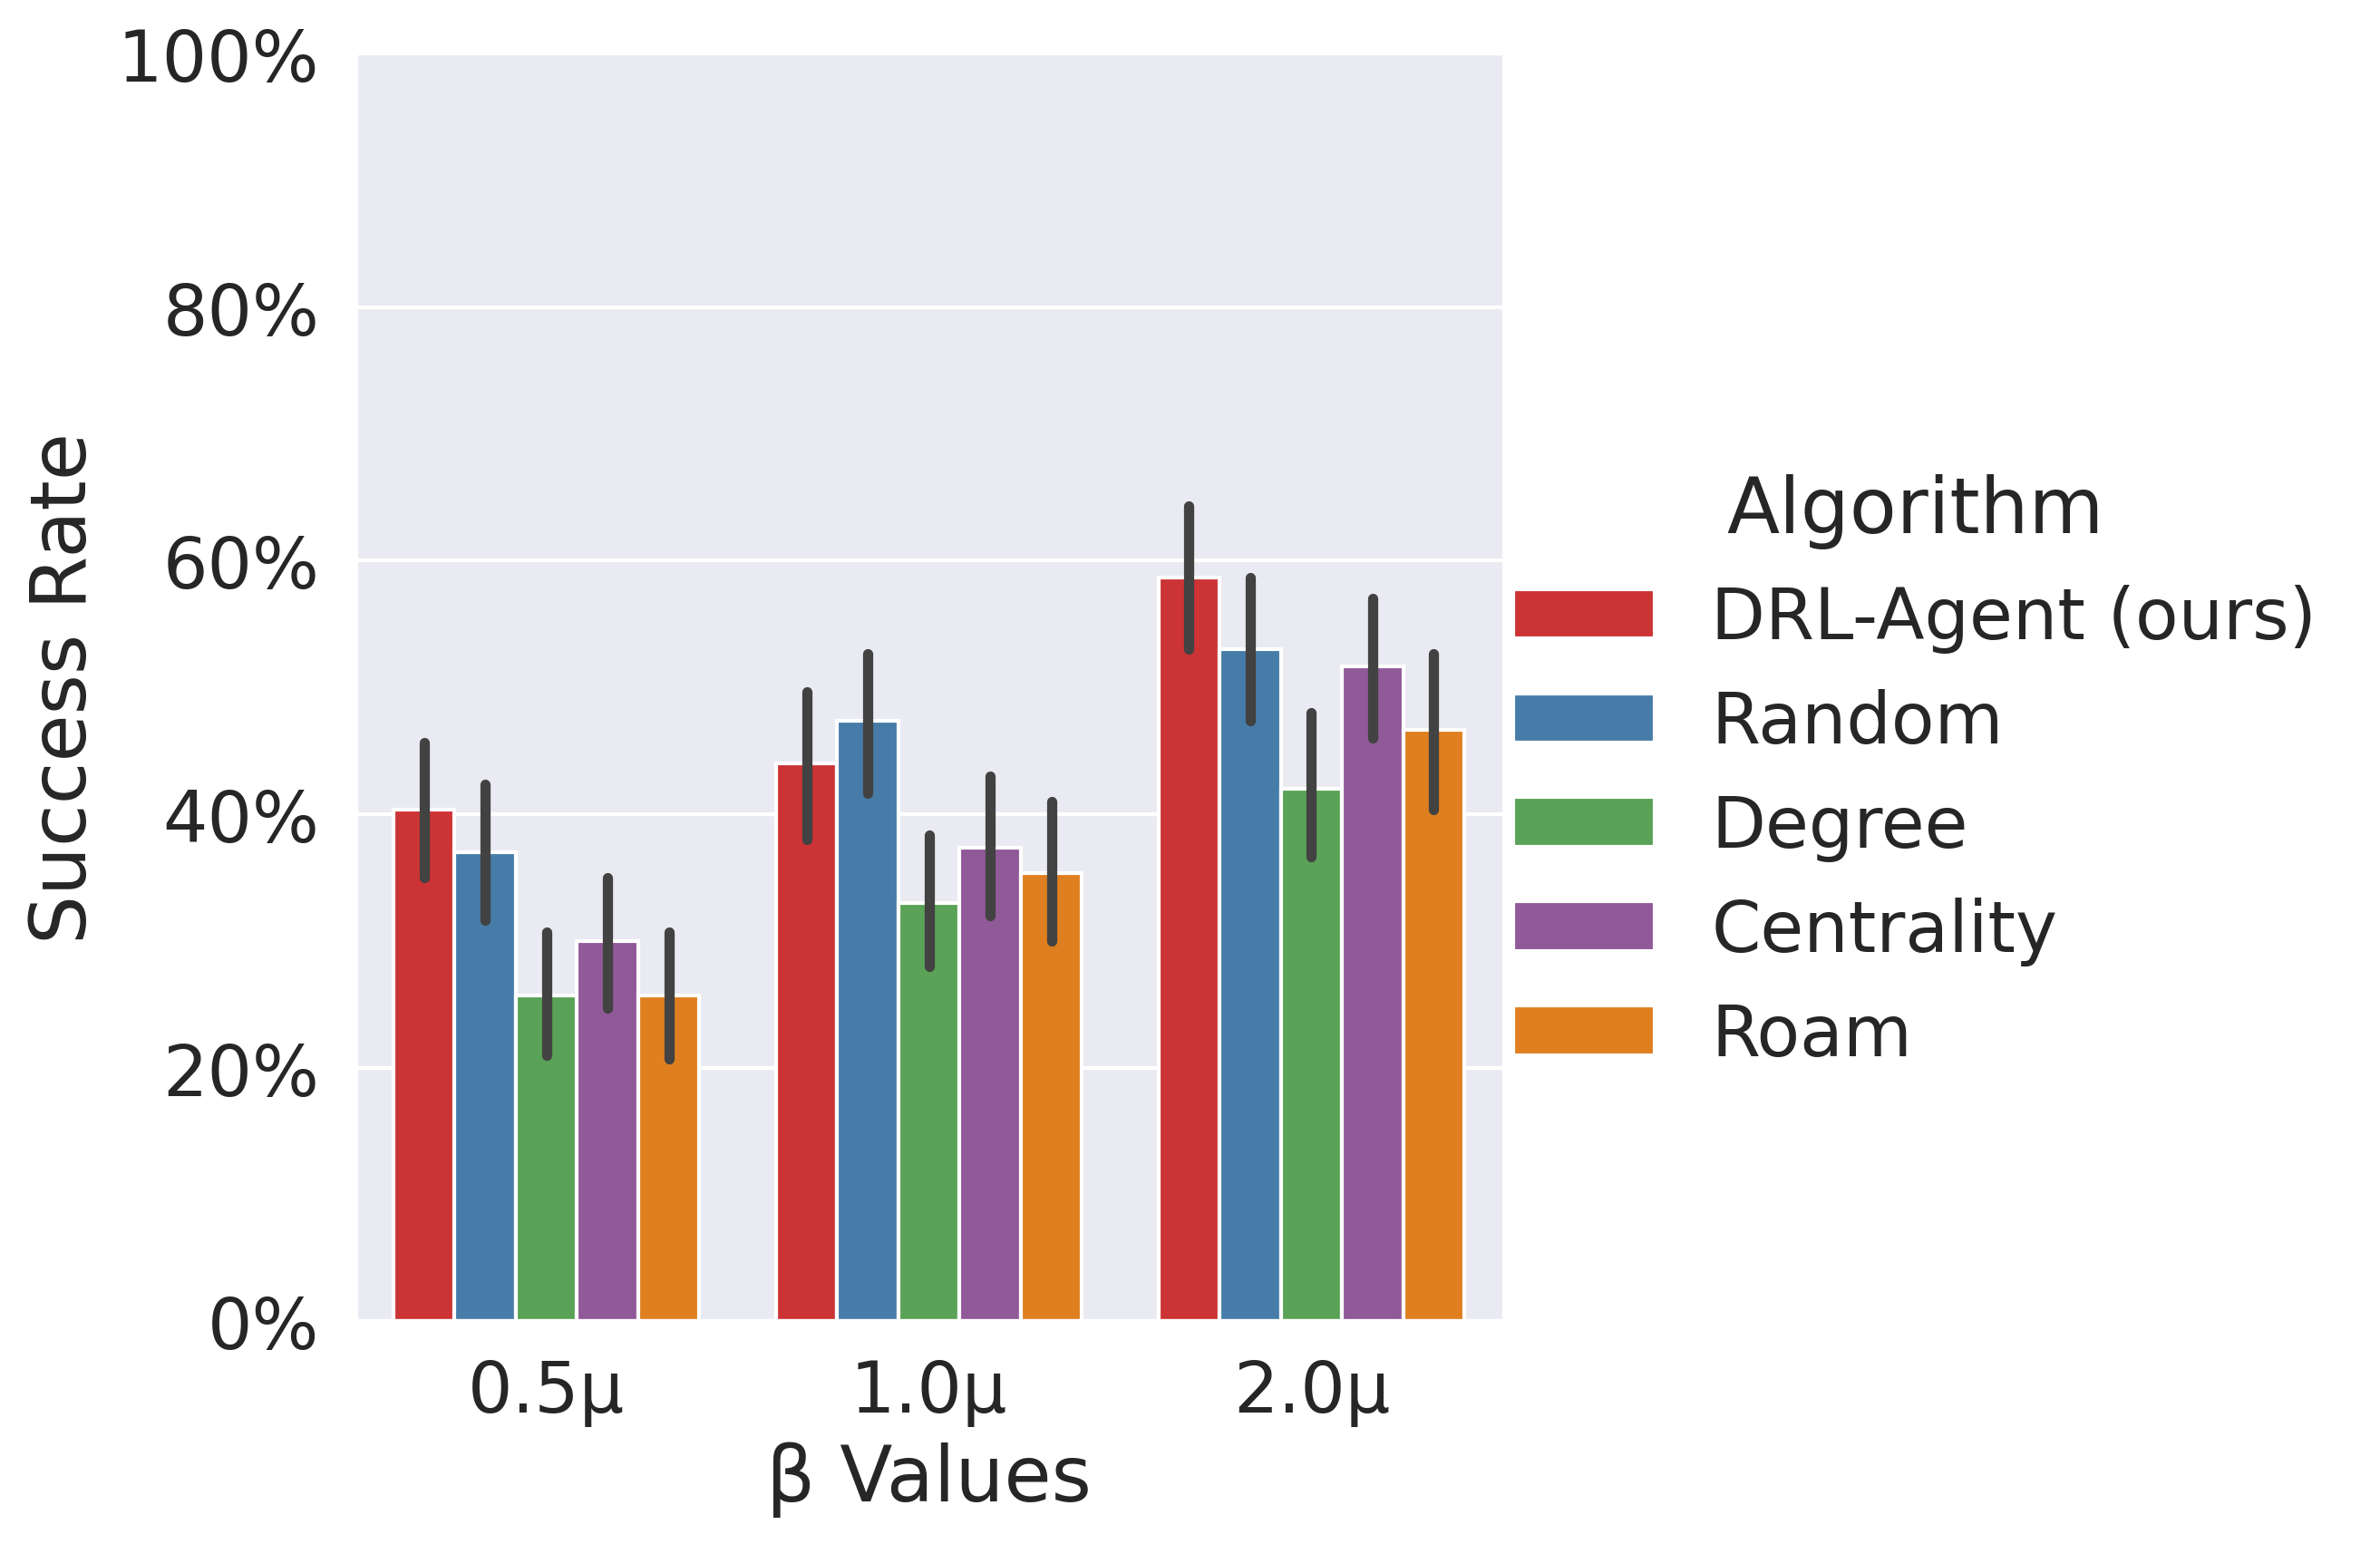 100%
80%
60%
40%
20%
0%
Success Rate
0.5µ 1.0µ 2.0µ
β Values
Algorithm
DRL-Agent (ours)
Random
Degree
Centrality
Roam